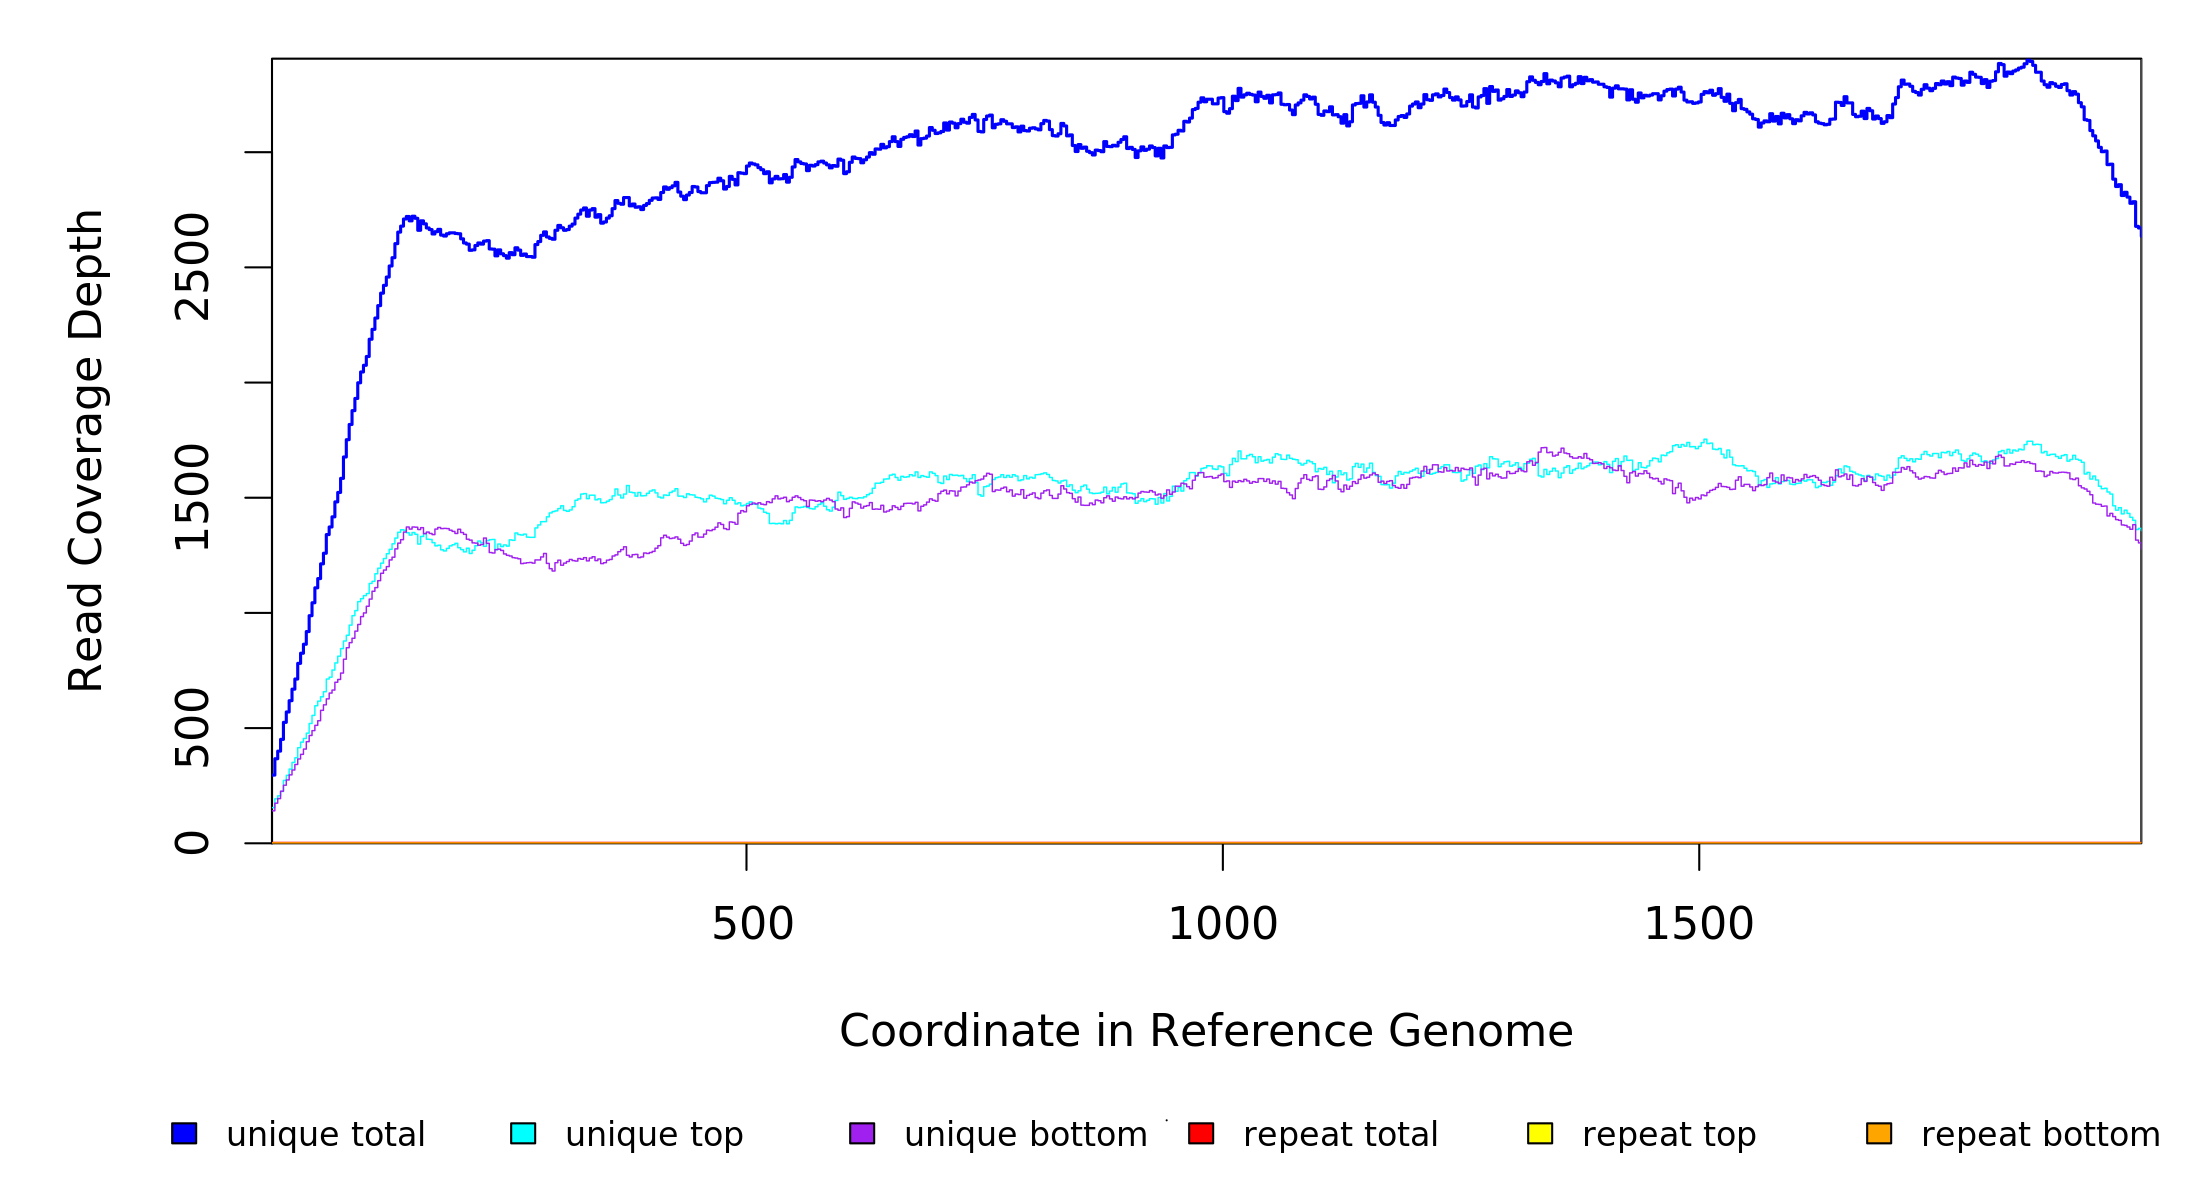 Read Coverage Depth
2500
1500
500
0
500 1000 1500
Coordinate in Reference Genome
unique total unique top unique bottom repeat total repeat top repeat bottom